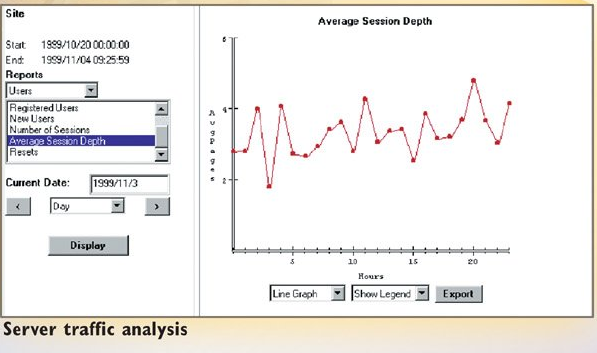 Site
Start: 1999/10/20 00:00:00
End: 1999/11/04 09:25:59
Reports
Users
Registered Users
New Users
Number of Sessions
Average Session Depth
Resets
Current Date: 1999/11/3
< Day >
Display
Average Session Depth
6
4
2
Avg Pages
5 10 15 20
Hours
Line Graph Show Legend Export
Server traffic analysis